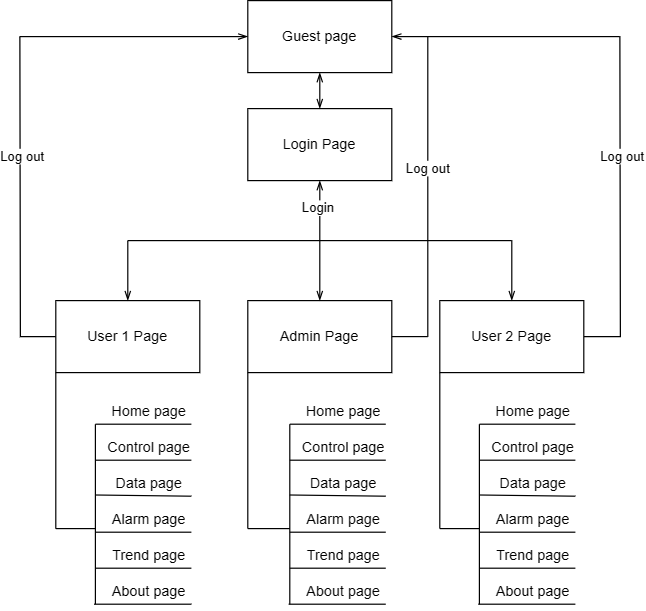 Guest page
Login Page
Log out
Log out
Log out
Login
User 1 Page
Admin Page
User 2 Page
Home page
Control page
Data page
Alarm page
Trend page
About page
Home page
Control page
Data page
Alarm page
Trend page
About page
Home page
Control page
Data page
Alarm page
Trend page
About page